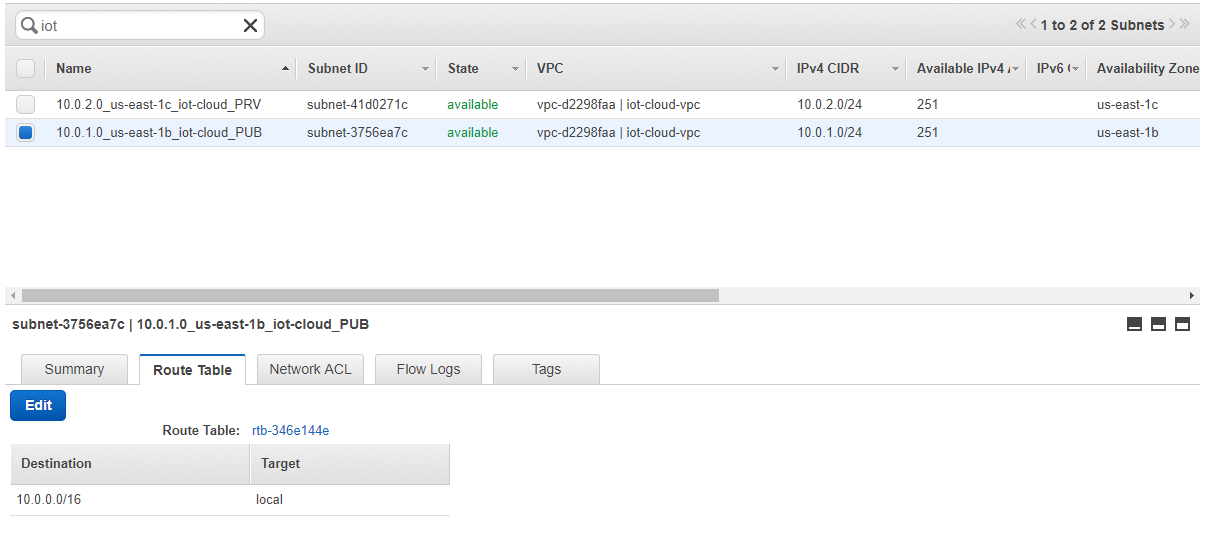 iot
1 to 2 of 2 Subnets
Name Subnet ID State VPC IPv4 CIDR Available IPv4 IPv6 Availability Zone
10.0.2.0_us-east-1c_iot-cloud_PRV subnet-41d0271c available vpc-d2298faa | iot-cloud-vpc 10.0.2.0/24 251 us-east-1c
10.0.1.0_us-east-1b_iot-cloud_PUB subnet-3756ea7c available vpc-d2298faa | iot-cloud-vpc 10.0.1.0/24 251 us-east-1b
subnet-3756ea7c | 10.0.1.0_us-east-1b_iot-cloud_PUB
Summary Route Table Network ACL Flow Logs Tags
Edit
Route Table: rtb-346e144e
Destination Target
10.0.0.0/16 local